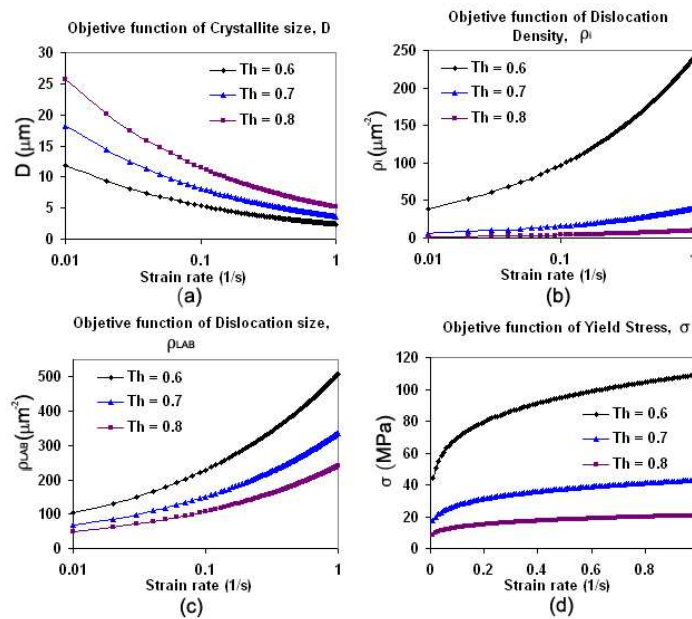 Objetive function of Crystallite size, D
30
25
20
15
10
5
0
D (μm)
Th = 0.6
Th = 0.7
Th = 0.8
0.01
0.1
1
Strain rate (1/s)
(a)
Objetive function of Dislocation
Density, ρi
250
200
150
100
50
0
ρi (μm-2)
Th = 0.6
Th = 0.7
Th = 0.8
0.01
0.1
1
Strain rate (1/s)
(b)
Objetive function of Dislocation size,
ρLAB
500
400
300
200
100
0
ρLAB(μm-2)
Th = 0.6
Th = 0.7
Th = 0.8
0.01
0.1
1
Strain rate (1/s)
(c)
Objetive function of Yield Stress, σ
120
100
80
60
40
20
0
σ (MPa)
Th = 0.6
Th = 0.7
Th = 0.8
0
0.2
0.4
0.6
0.8
Strain rate (1/s)
(d)